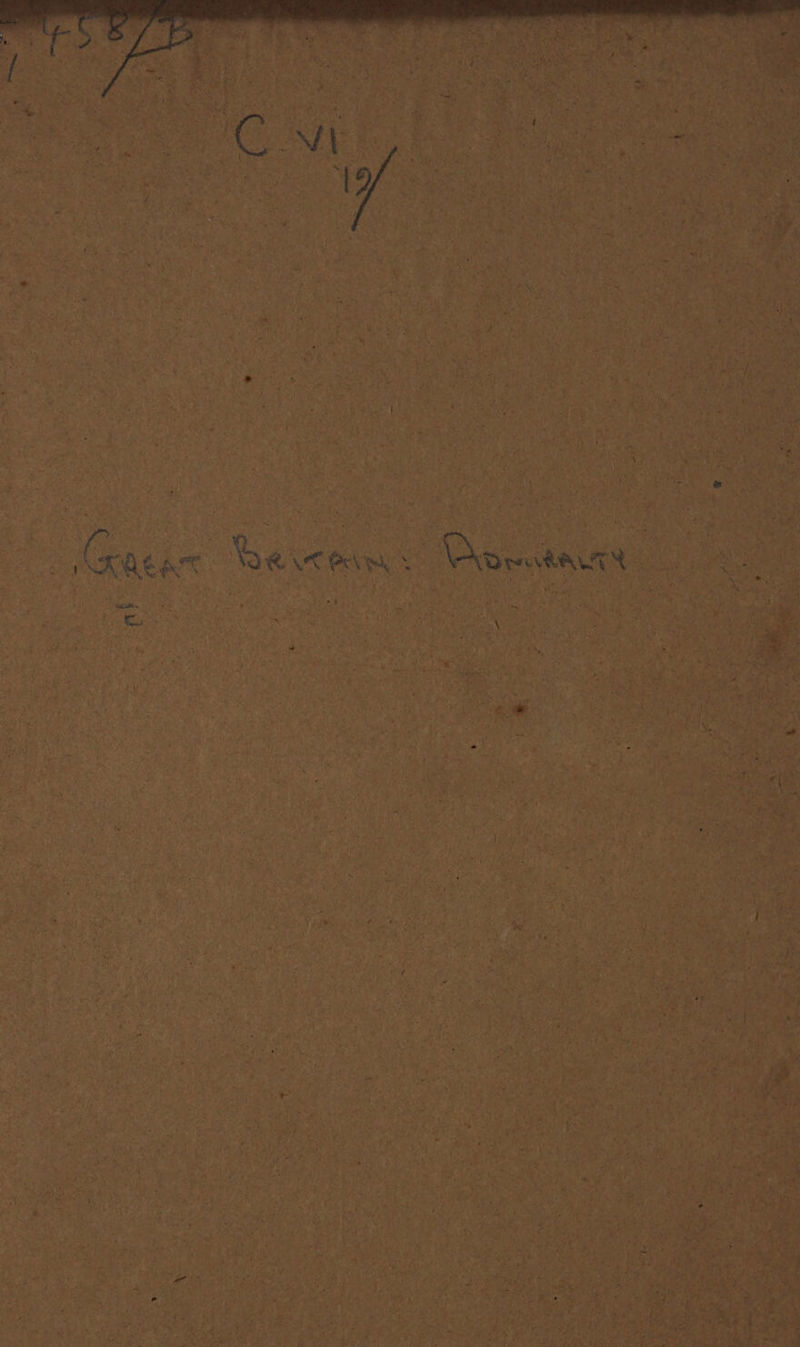 458/B
C. VI
19/
GREAT BRITAIN: ADMIRALTY